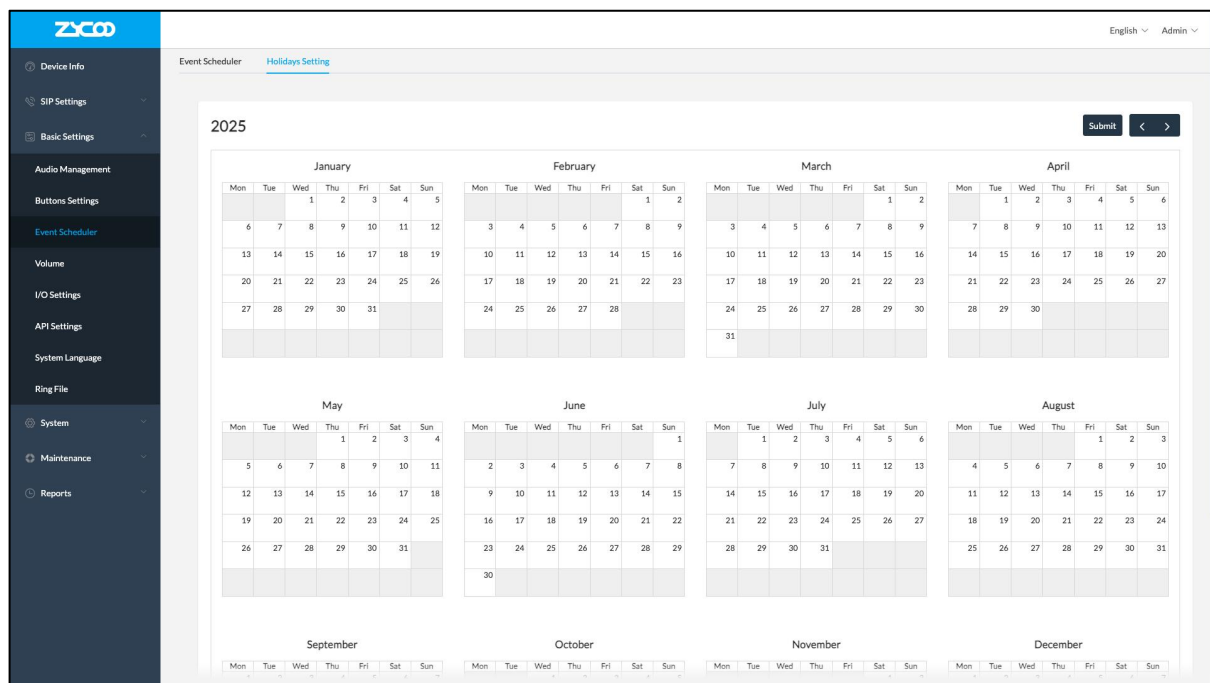 ZYCOO
English Admin
Device Info
SIP Settings
Basic Settings
Audio Management
Buttons Settings
Event Scheduler
Volume
I/O Settings
API Settings
System Language
Ring File
System
Maintenance
Reports
Event Scheduler Holidays Setting
2025 Submit < >
January February March April
Mon Tue Wed Thu Fri Sat Sun Mon Tue Wed Thu Fri Sat Sun Mon Tue Wed Thu Fri Sat Sun Mon Tue Wed Thu Fri Sat Sun
1 2 3 4 5 1 2 1 2 1 2 3 4 5 6
6 7 8 9 10 11 12 3 4 5 6 7 8 9 3 4 5 6 7 8 9 7 8 9 10 11 12 13
13 14 15 16 17 18 19 10 11 12 13 14 15 16 10 11 12 13 14 15 16 14 15 16 17 18 19 20
20 21 22 23 24 25 26 17 18 19 20 21 22 23 17 18 19 20 21 22 23 21 22 23 24 25 26 27
27 28 29 30 31 24 25 26 27 28 24 25 26 27 28 29 30 28 29 30
31
May June July August
Mon Tue Wed Thu Fri Sat Sun Mon Tue Wed Thu Fri Sat Sun Mon Tue Wed Thu Fri Sat Sun Mon Tue Wed Thu Fri Sat Sun
1 2 3 4 1 1 2 3 4 5 6 1 2 3
5 6 7 8 9 10 11 2 3 4 5 6 7 8 7 8 9 10 11 12 13 4 5 6 7 8 9 10
12 13 14 15 16 17 18 9 10 11 12 13 14 15 14 15 16 17 18 19 20 11 12 13 14 15 16 17
19 20 21 22 23 24 25 16 17 18 19 20 21 22 21 22 23 24 25 26 27 18 19 20 21 22 23 24
26 27 28 29 30 31 23 24 25 26 27 28 29 28 29 30 31 25 26 27 28 29 30 31
30
September October November December
Mon Tue Wed Thu Fri Sat Sun Mon Tue Wed Thu Fri Sat Sun Mon Tue Wed Thu Fri Sat Sun Mon Tue Wed Thu Fri Sat Sun